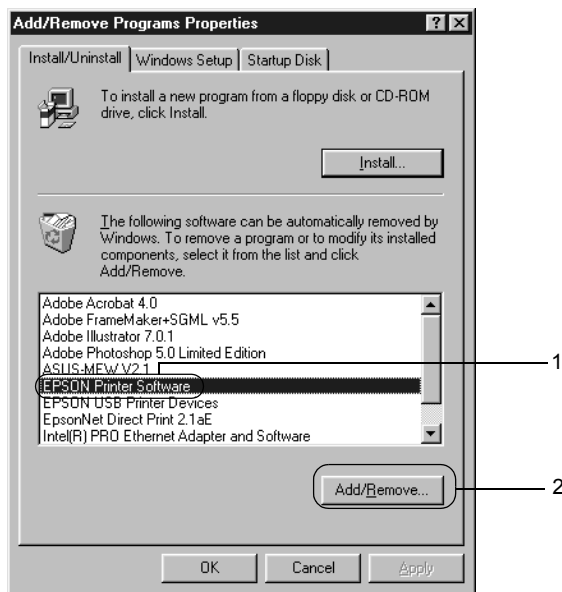 Add/Remove Programs Properties
? ×
Install/Uninstall Windows Setup Startup Disk
To install a new program from a floppy disk or CD-ROM
drive, click Install.
Install...
The following software can be automatically removed by
Windows. To remove a program or to modify its installed
components, select it from the list and click
Add/Remove.
Adobe Acrobat 4.0
Adobe FrameMaker+SGML v5.5
Adobe Illustrator 7.0.1
Adobe Photoshop 5.0 Limited Edition
ASUS-MEW V2.1
1
EPSON Printer Software
EPSON USB Printer Devices
EpsonNet Direct Print 2.1aE
Intel(R) PRO Ethernet Adapter and Software
Add/Remove...
2
OK Cancel Apply